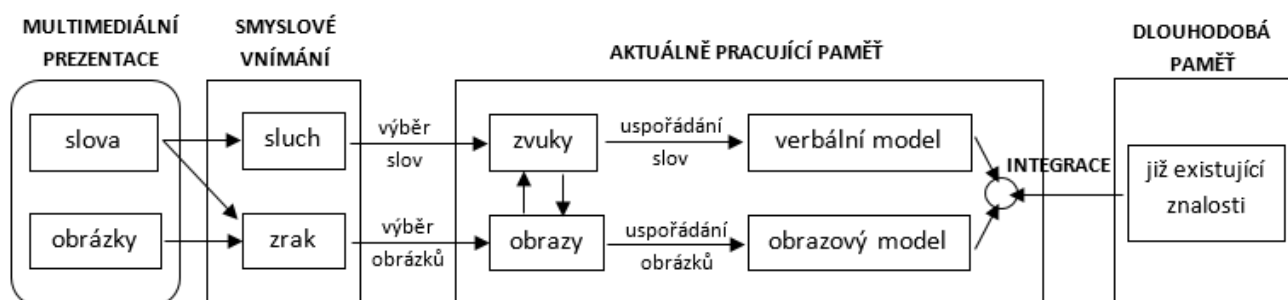 MULTIMEDIÁLNÍ
PREZENTACE
SMYSLOVÉ
VNÍMÁNÍ
AKTUÁLNĚ PRACUJÍCÍ PAMĚŤ
DLOUHODOBÁ
PAMĚŤ
slova
sluch
výběr
slov
zvuky
uspořádání
slov
verbální model
INTEGRACE
již existující
znalosti
obrázky
zrak
výběr
obrázků
obrazy
uspořádání
obrázků
obrazový model